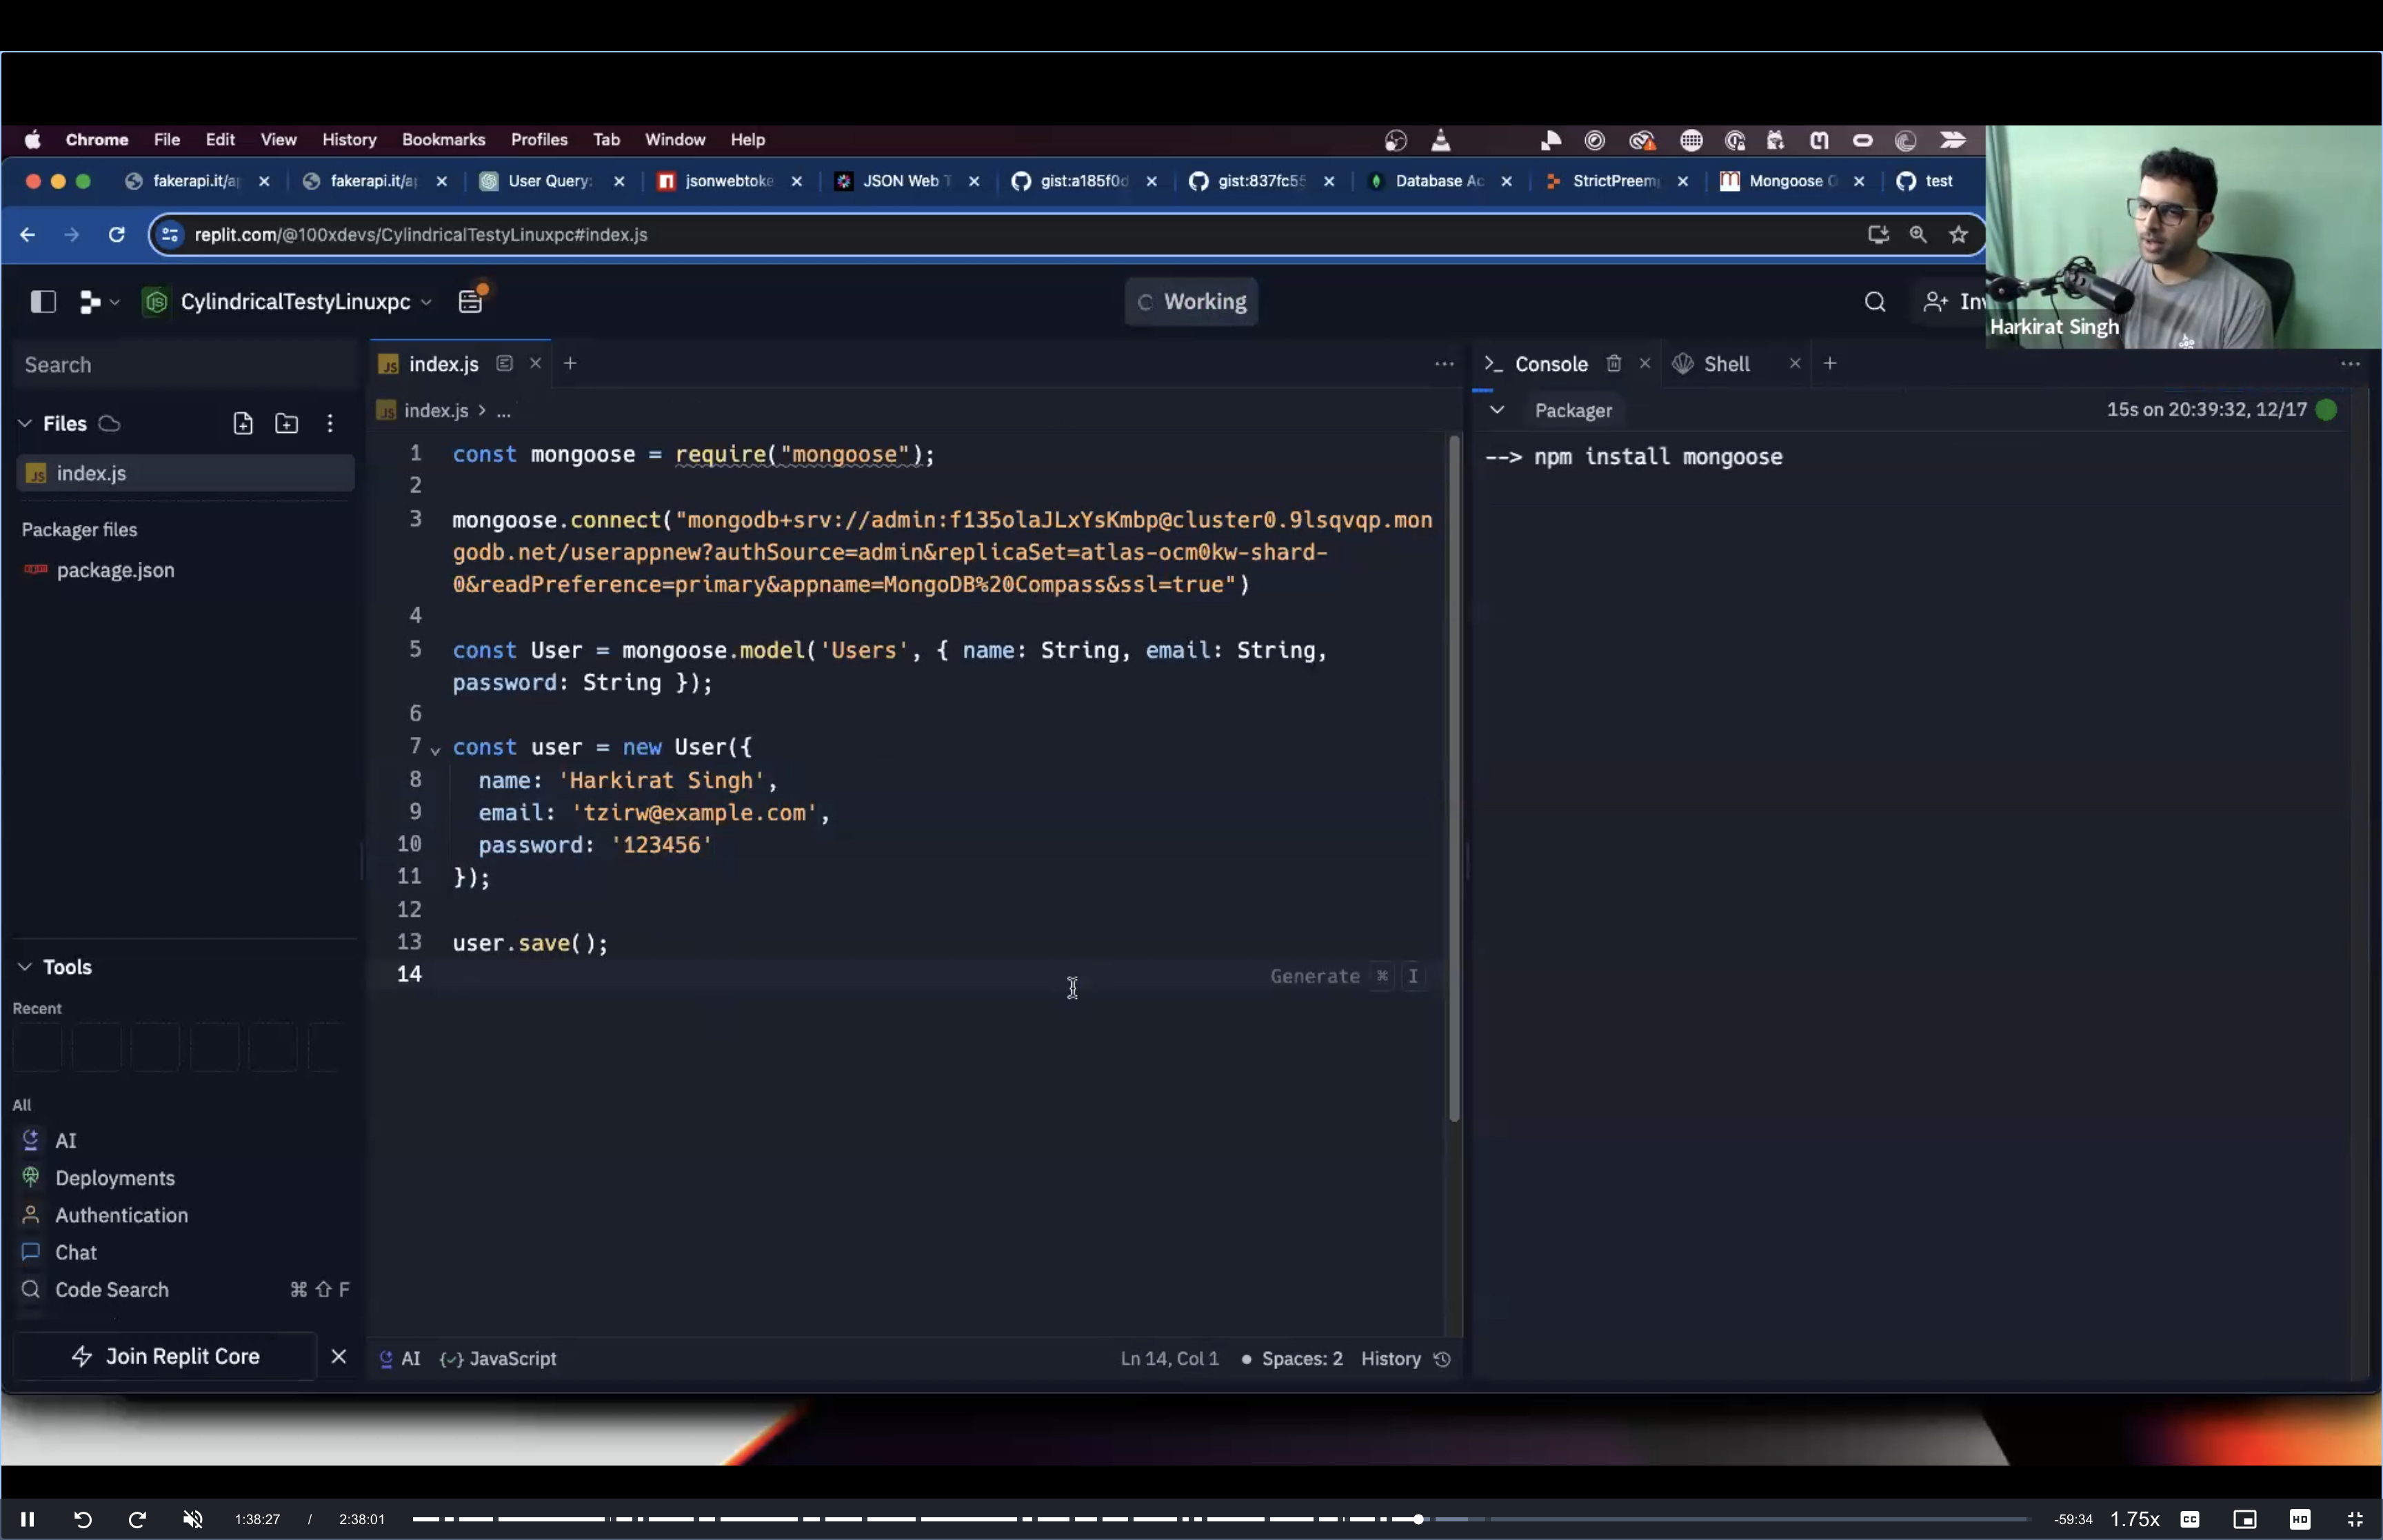 Chrome File Edit View History Bookmarks Profiles Tab Window Help
fakerapi.it/a fakerapi.it/a User Query: jsonwebtoke JSON Web T gist:a185f0d gist:837fc55 Database Ac StrictPreem Mongoose test
replit.com/@100xdevs/CylindricalTestyLinuxpc#index.js
CylindricalTestyLinuxpc
Working
Inv
Harkirat Singh
Search
index.js
Console
Shell
Files
index.js > ...
Packager
15s on 20:39:32, 12/17
index.js
Packager files
package.json
--> npm install mongoose
1 const mongoose = require("mongoose");
2
3 mongoose.connect("mongodb+srv://admin:f135olaJLxYsKmbp@cluster0.9lsqvqp.mon
godb.net/userappnew?authSource=admin&replicaSet=atlas-ocm0kw-shard-
0&readPreference=primary&appname=MongoDB%20Compass&ssl=true")
4
5 const User = mongoose.model('Users', { name: String, email: String,
password: String });
6
7 const user = new User({
8 name: 'Harkirat Singh',
9 email: 'tzirw@example.com',
10 password: '123456'
11 });
12
13 user.save();
14
Generate ⌘ I
Tools
Recent
All
AI
Deployments
Authentication
Chat
Code Search ⌘ ⇧ F
Join Replit Core
AI
JavaScript
Ln 14, Col 1
Spaces: 2
History
1:38:27 / 2:38:01
-59:34
1.75x
CC
HD